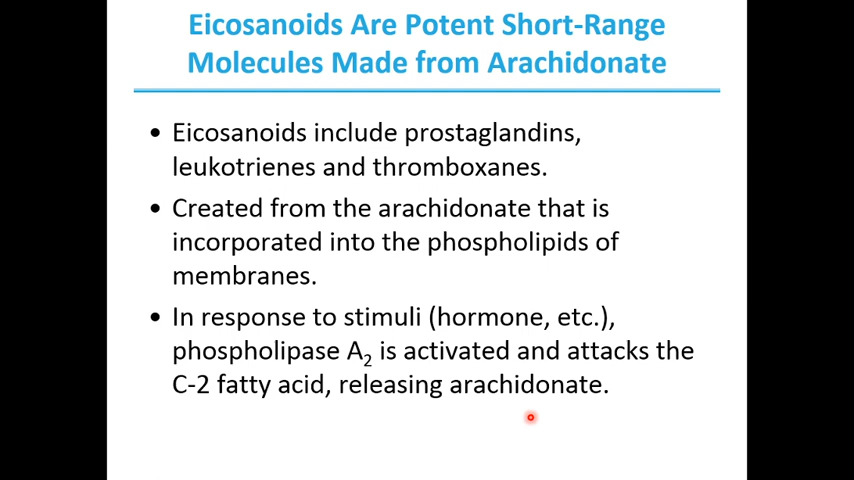 Eicosanoids Are Potent Short-Range
Molecules Made from Arachidonate
• Eicosanoids include prostaglandins,
leukotrienes and thromboxanes.
• Created from the arachidonate that is
incorporated into the phospholipids of
membranes.
• In response to stimuli (hormone, etc.),
phospholipase A₂ is activated and attacks the
C-2 fatty acid, releasing arachidonate.